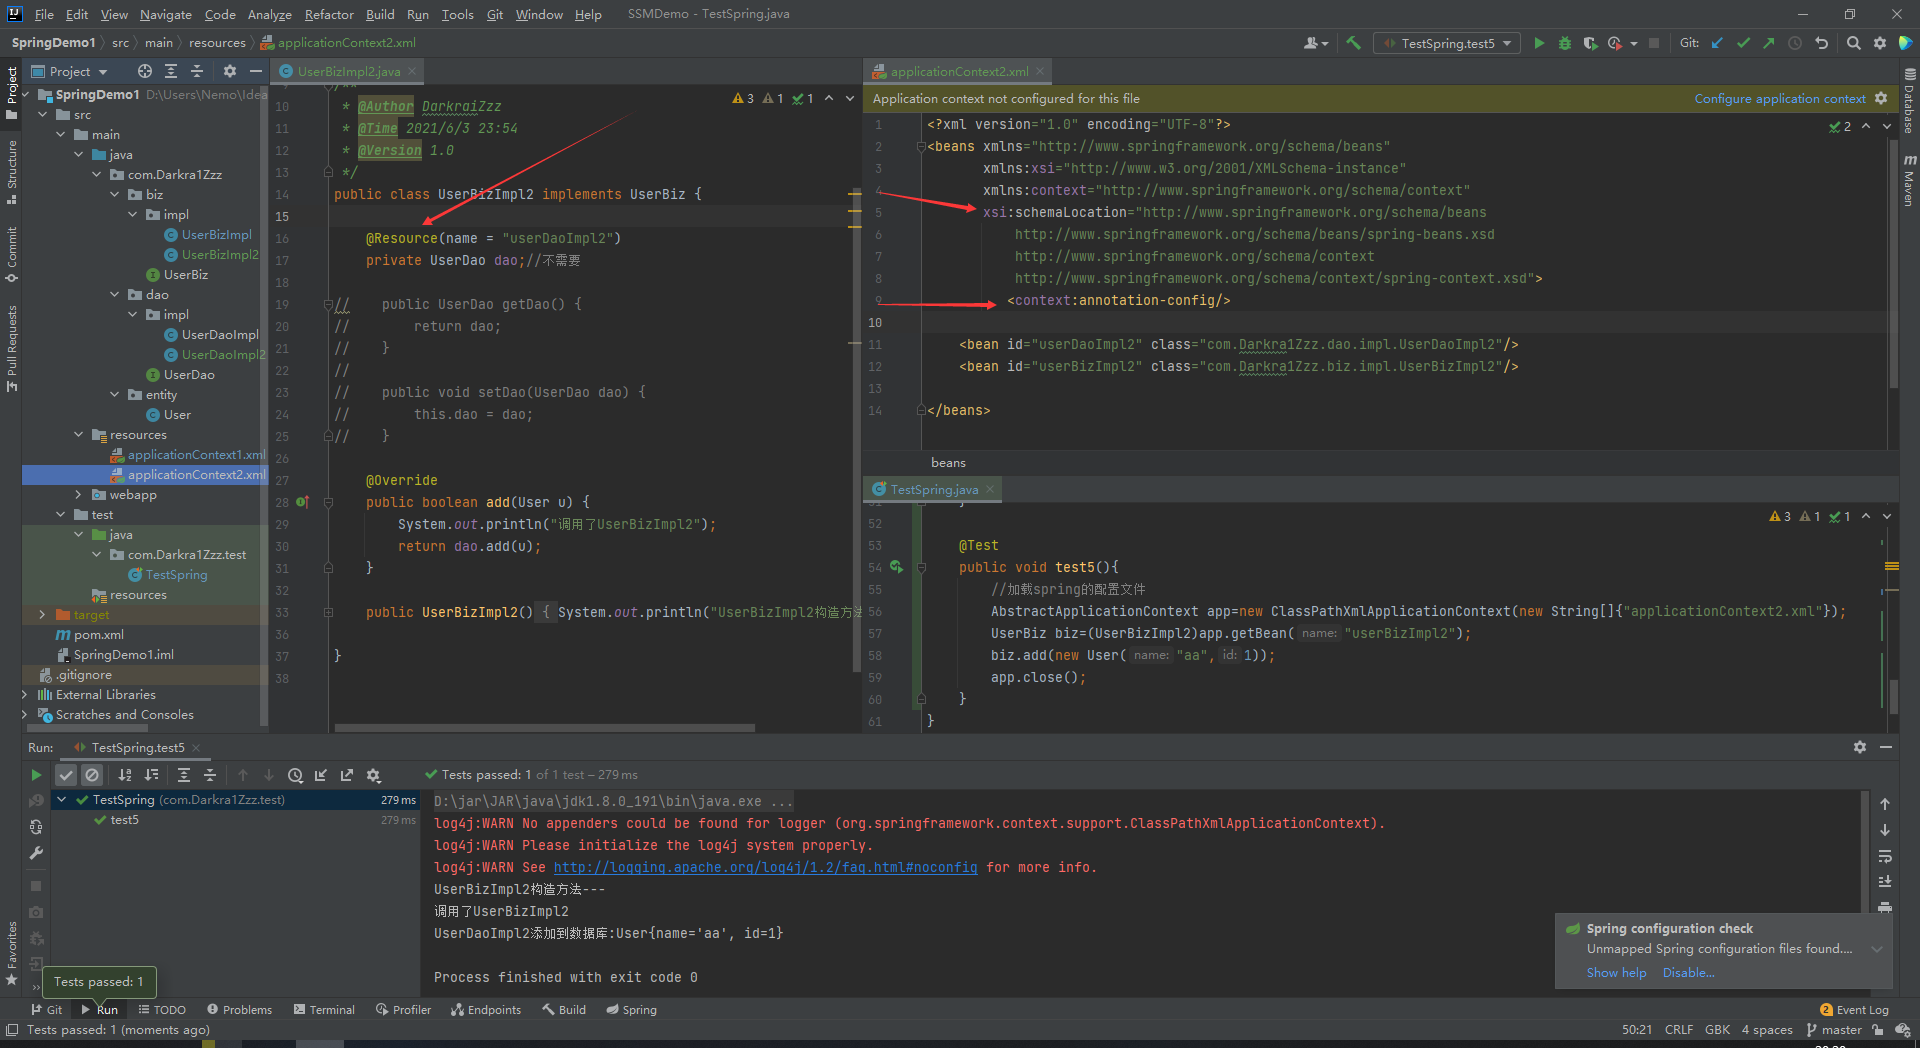 File Edit View Navigate Code Analyze Refactor Build Run Tools Git Window Help SSMDemo - TestSpring.java
SpringDemo1 src main resources applicationContext2.xml
TestSpring.test5 Git:
Project
Project
Structure
Commit
Pull Requests
Favorites
SpringDemo1 D:\Users\Nemo\Idea
src
main
java
com.Darkra1Zzz
biz
impl
UserBizImpl
UserBizImpl2
UserBiz
dao
impl
UserDaoImpl
UserDaoImpl2
UserDao
entity
User
resources
applicationContext1.xml
applicationContext2.xml
webapp
test
java
com.Darkra1Zzz.test
TestSpring
resources
target
pom.xml
SpringDemo1.iml
.gitignore
External Libraries
Scratches and Consoles
UserBizImpl2.java
3 1 1
9 /**
10 * @Author DarkraiZzz
11 * @Time 2021/6/3 23:54
12 * @Version 1.0
13 */
14 public class UserBizImpl2 implements UserBiz {
15
16 @Resource(name = "userDaoImpl2")
17 private UserDao dao;//不需要
18
19 // public UserDao getDao() {
20 // return dao;
21 // }
22 //
23 // public void setDao(UserDao dao) {
24 // this.dao = dao;
25 // }
26
27 @Override
28 public boolean add(User u) {
29 System.out.println("调用了UserBizImpl2");
30 return dao.add(u);
31 }
32
33 public UserBizImpl2() { System.out.println("UserBizImpl2构造方法
36
37 }
38
applicationContext2.xml
Application context not configured for this file Configure application context
2
1 <?xml version="1.0" encoding="UTF-8"?>
2 <beans xmlns="http://www.springframework.org/schema/beans"
3 xmlns:xsi="http://www.w3.org/2001/XMLSchema-instance"
4 xmlns:context="http://www.springframework.org/schema/context"
5 xsi:schemaLocation="http://www.springframework.org/schema/beans
6 http://www.springframework.org/schema/beans/spring-beans.xsd
7 http://www.springframework.org/schema/context
8 http://www.springframework.org/schema/context/spring-context.xsd">
9 <context:annotation-config/>
10
11 <bean id="userDaoImpl2" class="com.Darkra1Zzz.dao.impl.UserDaoImpl2"/>
12 <bean id="userBizImpl2" class="com.Darkra1Zzz.biz.impl.UserBizImpl2"/>
13
14 </beans>
beans
TestSpring.java
3 1 1
51 }
52
53 @Test
54 public void test5(){
55 //加载spring的配置文件
56 AbstractApplicationContext app=new ClassPathXmlApplicationContext(new String[]{"applicationContext2.xml"});
57 UserBiz biz=(UserBizImpl2)app.getBean( name: "userBizImpl2");
58 biz.add(new User( name: "aa", id: 1));
59 app.close();
60 }
61 }
Database
m Maven
Run: TestSpring.test5
Tests passed: 1 of 1 test – 279 ms
TestSpring (com.Darkra1Zzz.test) 279 ms
test5 279 ms
D:\jar\JAR\java\jdk1.8.0_191\bin\java.exe ...
log4j:WARN No appenders could be found for logger (org.springframework.context.support.ClassPathXmlApplicationContext).
log4j:WARN Please initialize the log4j system properly.
log4j:WARN See http://logging.apache.org/log4j/1.2/faq.html#noconfig for more info.
UserBizImpl2构造方法---
调用了UserBizImpl2
UserDaoImpl2添加到数据库:User{name='aa', id=1}
Process finished with exit code 0
Spring configuration check
Unmapped Spring configuration files found....
Show help Disable...
Tests passed: 1
Git Run TODO Problems Terminal Profiler Endpoints Build Spring 2 Event Log
Tests passed: 1 (moments ago) 50:21 CRLF GBK 4 spaces master